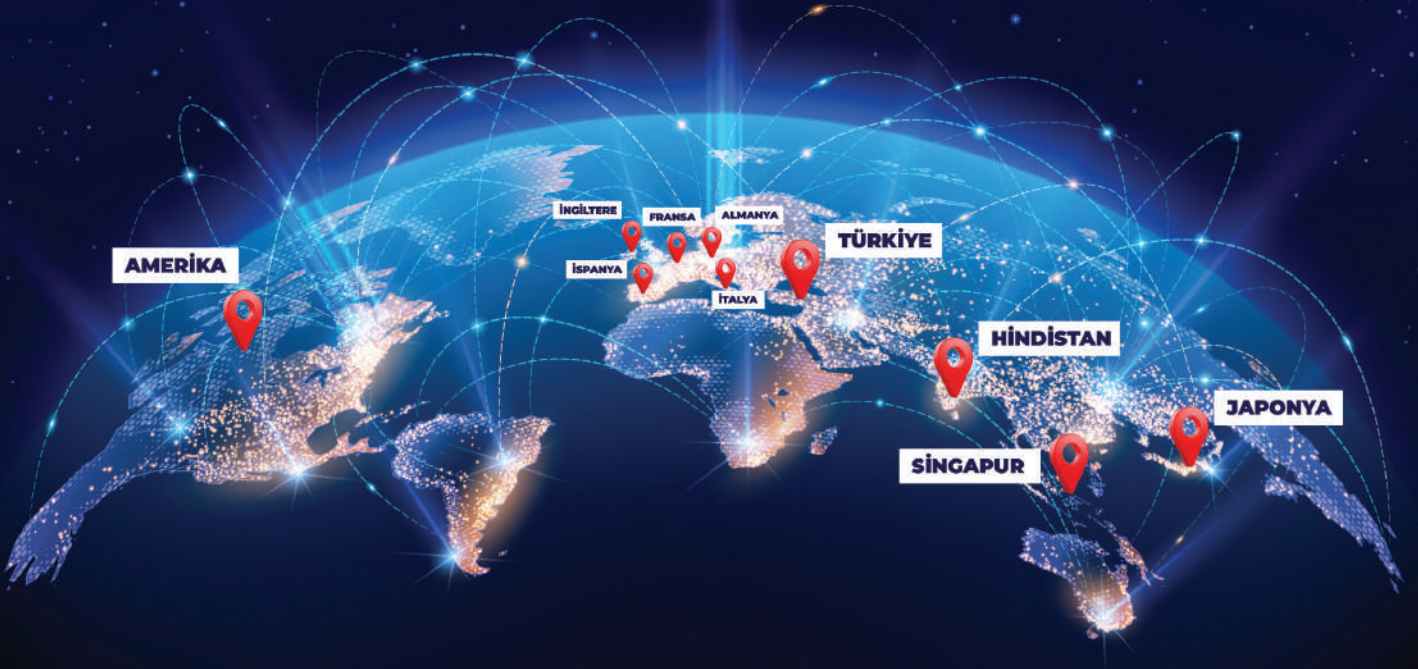 İNGİLTERE
FRANSA
ALMANYA
TÜRKİYE
AMERİKA
İSPANYA
İTALYA
HİNDİSTAN
JAPONYA
SİNGAPUR